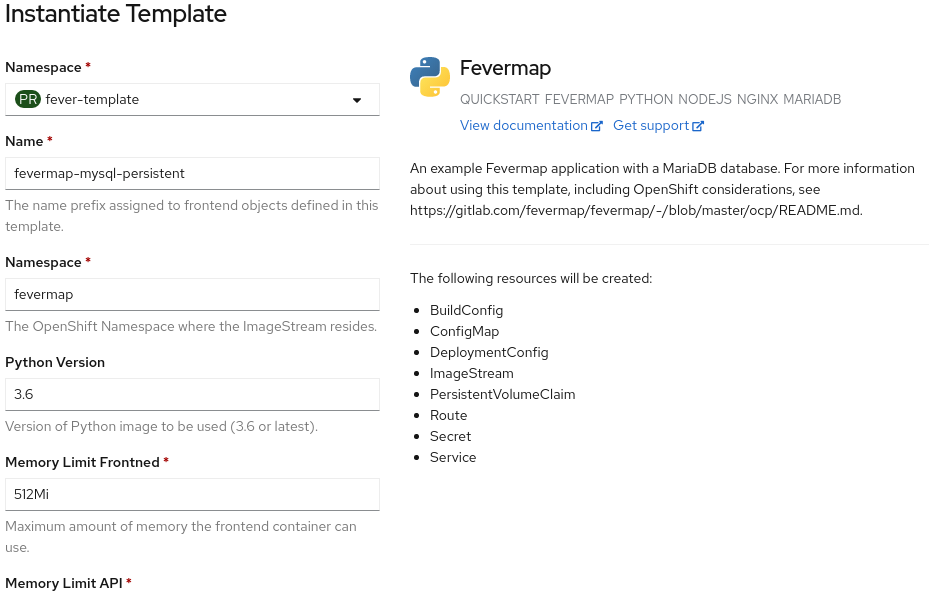 Instantiate Template
Namespace *
PR fever-template
Name *
fevermap-mysql-persistent
The name prefix assigned to frontend objects defined in this
template.
Namespace *
fevermap
The OpenShift Namespace where the ImageStream resides.
Python Version
3.6
Version of Python image to be used (3.6 or latest).
Memory Limit Frontned *
512Mi
Maximum amount of memory the frontend container can
use.
Memory Limit API *
Fevermap
QUICKSTART FEVERMAP PYTHON NODEJS NGINX MARIADB
View documentation Get support
An example Fevermap application with a MariaDB database. For more information
about using this template, including OpenShift considerations, see
https://gitlab.com/fevermap/fevermap/-/blob/master/ocp/README.md.
The following resources will be created:
• BuildConfig
• ConfigMap
• DeploymentConfig
• ImageStream
• PersistentVolumeClaim
• Route
• Secret
• Service